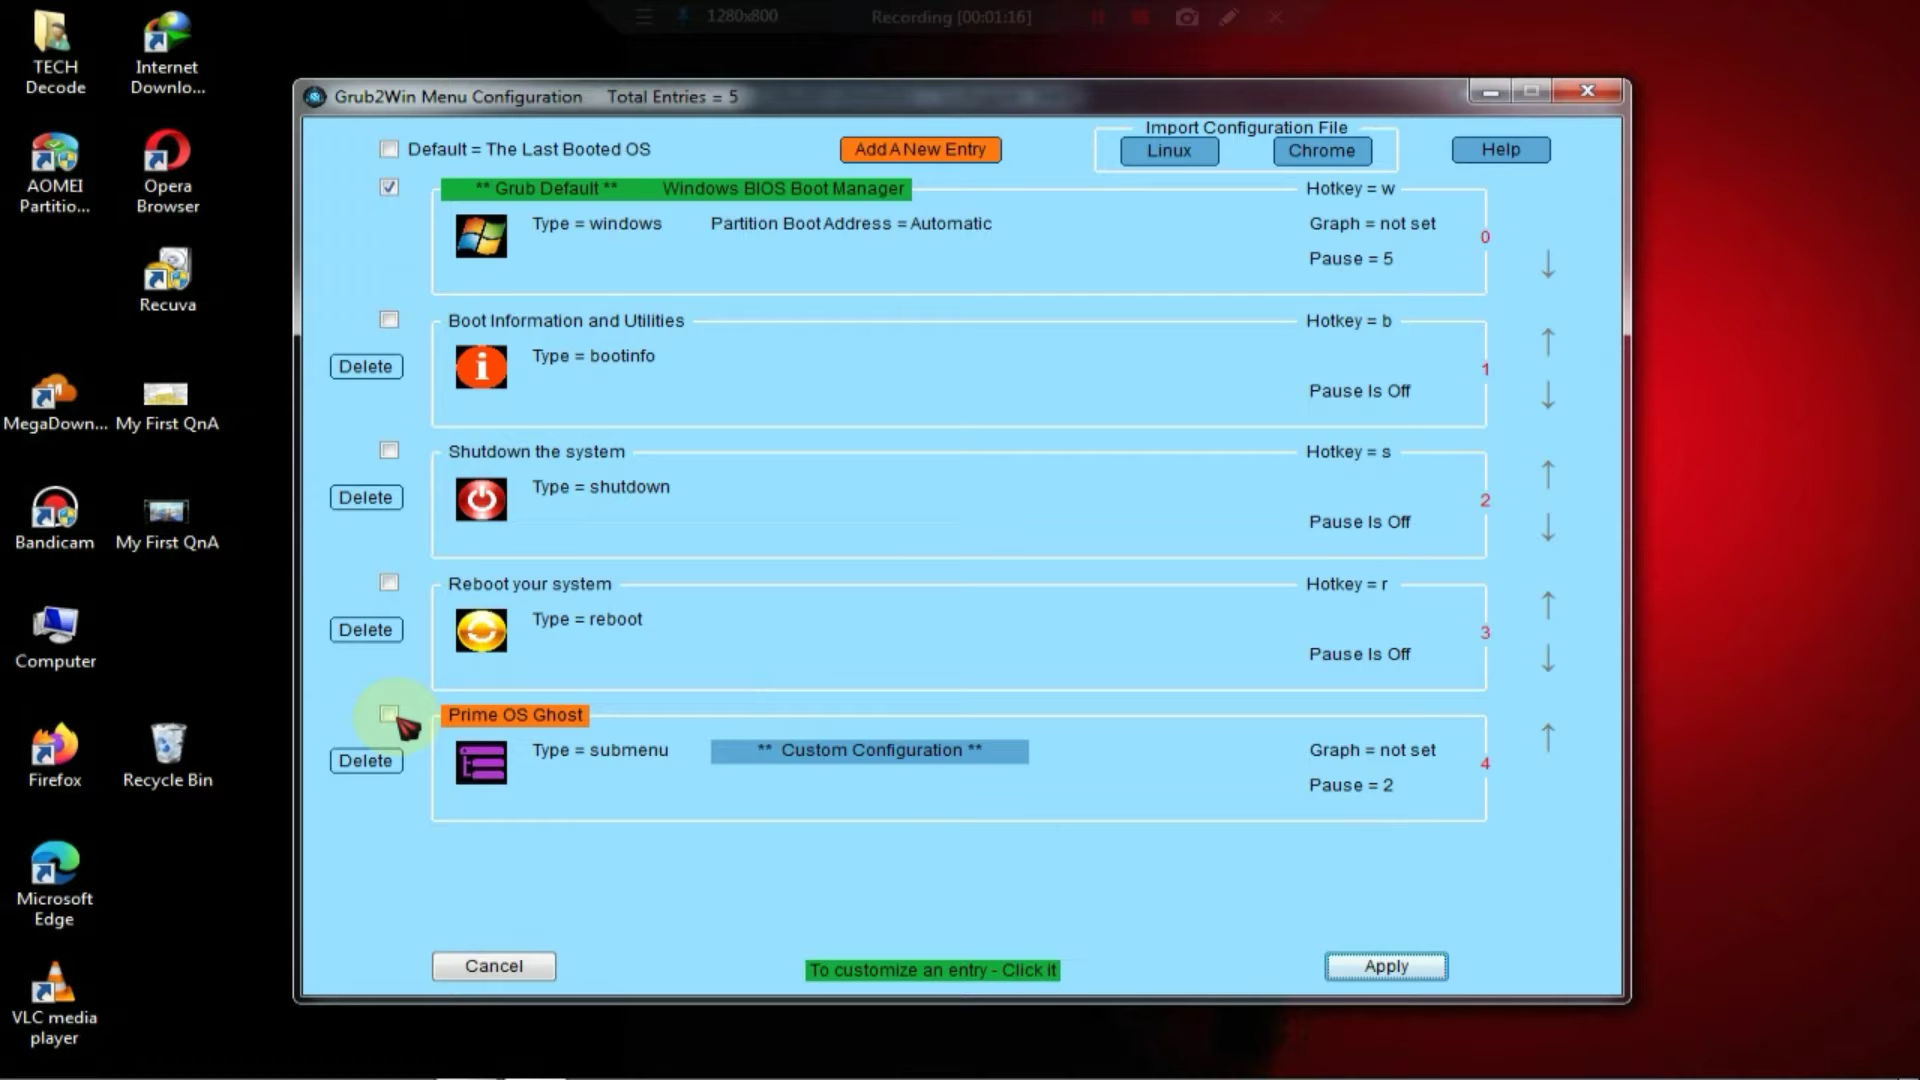 1280x800
Recording [00:01:16]
TECH
Decode
Internet
Downlo...
AOMEI
Partitio...
Opera
Browser
Recuva
MegaDown...
My First QnA
Bandicam
My First QnA
Computer
Firefox
Recycle Bin
Microsoft
Edge
VLC media
player
Grub2Win Menu Configuration Total Entries = 5
Default = The Last Booted OS
Add A New Entry
Import Configuration File
Linux
Chrome
Help
** Grub Default ** Windows BIOS Boot Manager
Hotkey = w
Type = windows
Partition Boot Address = Automatic
Graph = not set
0
Pause = 5
Boot Information and Utilities
Hotkey = b
Delete
Type = bootinfo
1
Pause Is Off
Shutdown the system
Hotkey = s
Delete
Type = shutdown
2
Pause Is Off
Reboot your system
Hotkey = r
Delete
Type = reboot
3
Pause Is Off
Prime OS Ghost
Delete
Type = submenu
** Custom Configuration **
Graph = not set
4
Pause = 2
Cancel
To customize an entry - Click it
Apply